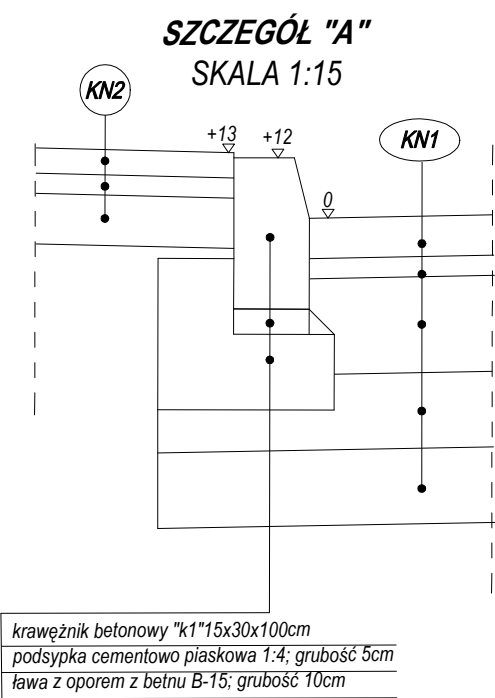 SZCZEGÓŁ "A"
SKALA 1:15
KN2
+13
+12
KN1
0
krawężnik betonowy "k1"15x30x100cm
podsypka cementowo piaskowa 1:4; grubość 5cm
ława z oporem z betnu B-15; grubość 10cm